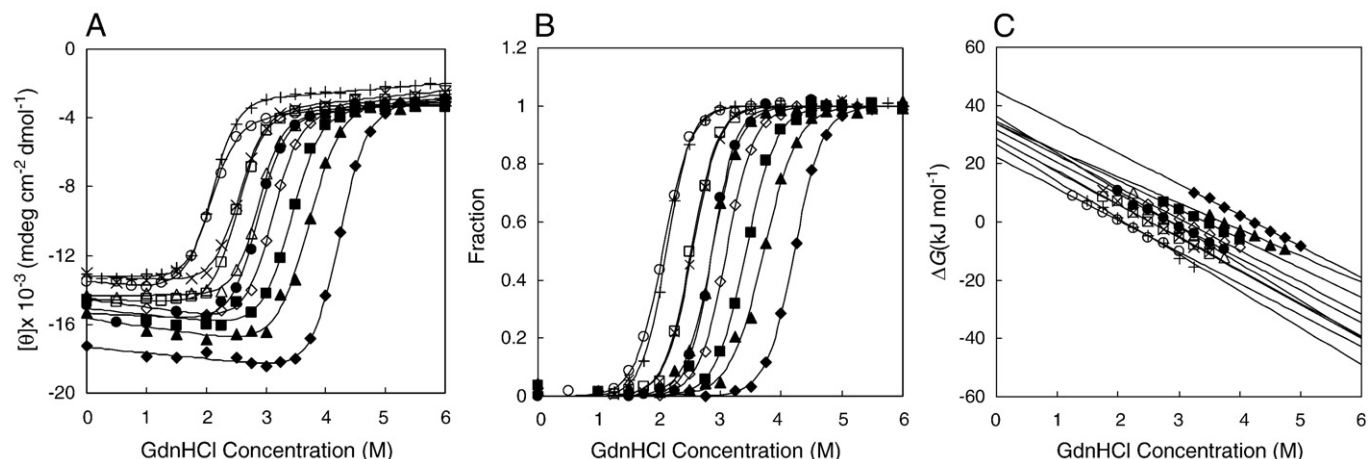 A
0
-4
-8
-12
-16
-20
[θ]x 10⁻³ (mdeg cm⁻² dmol⁻¹)
0 1 2 3 4 5 6
GdnHCl Concentration (M)
B
1.2
1
0.8
0.6
0.4
0.2
0
Fraction
0 1 2 3 4 5 6
GdnHCl Concentration (M)
C
60
40
20
0
-20
-40
-60
ΔG(kJ mol⁻¹)
0 1 2 3 4 5 6
GdnHCl Concentration (M)